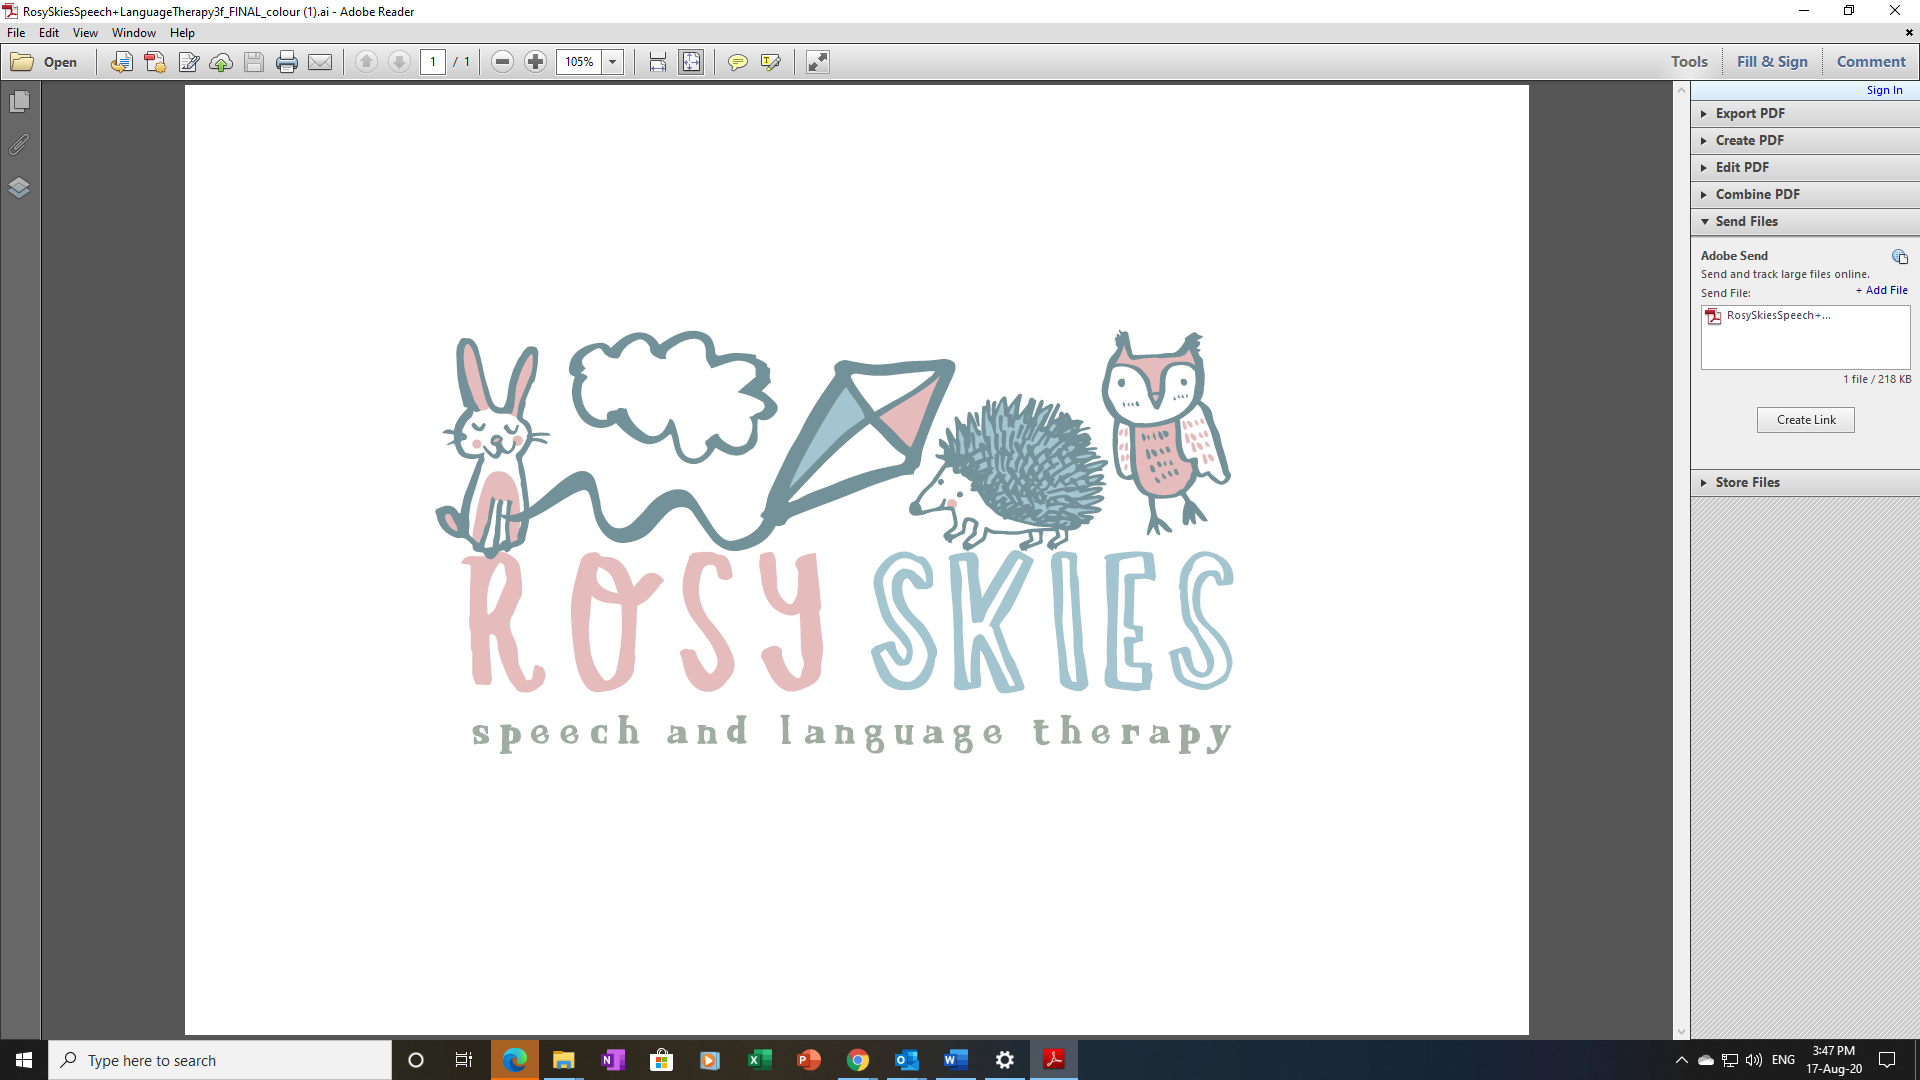 RosySkiesSpeech+LanguageTherapy3f_FINAL_colour (1).ai - Adobe Reader
File Edit View Window Help
Open 1 / 1 105% Tools Fill & Sign Comment
Sign In
Export PDF
Create PDF
Edit PDF
Combine PDF
Send Files
Adobe Send
Send and track large files online.
Send File: + Add File
RosySkiesSpeech+...
1 file / 218 KB
Create Link
Store Files
ROSY SKIES
speech and language therapy
Type here to search
ENG 3:47 PM
17-Aug-20